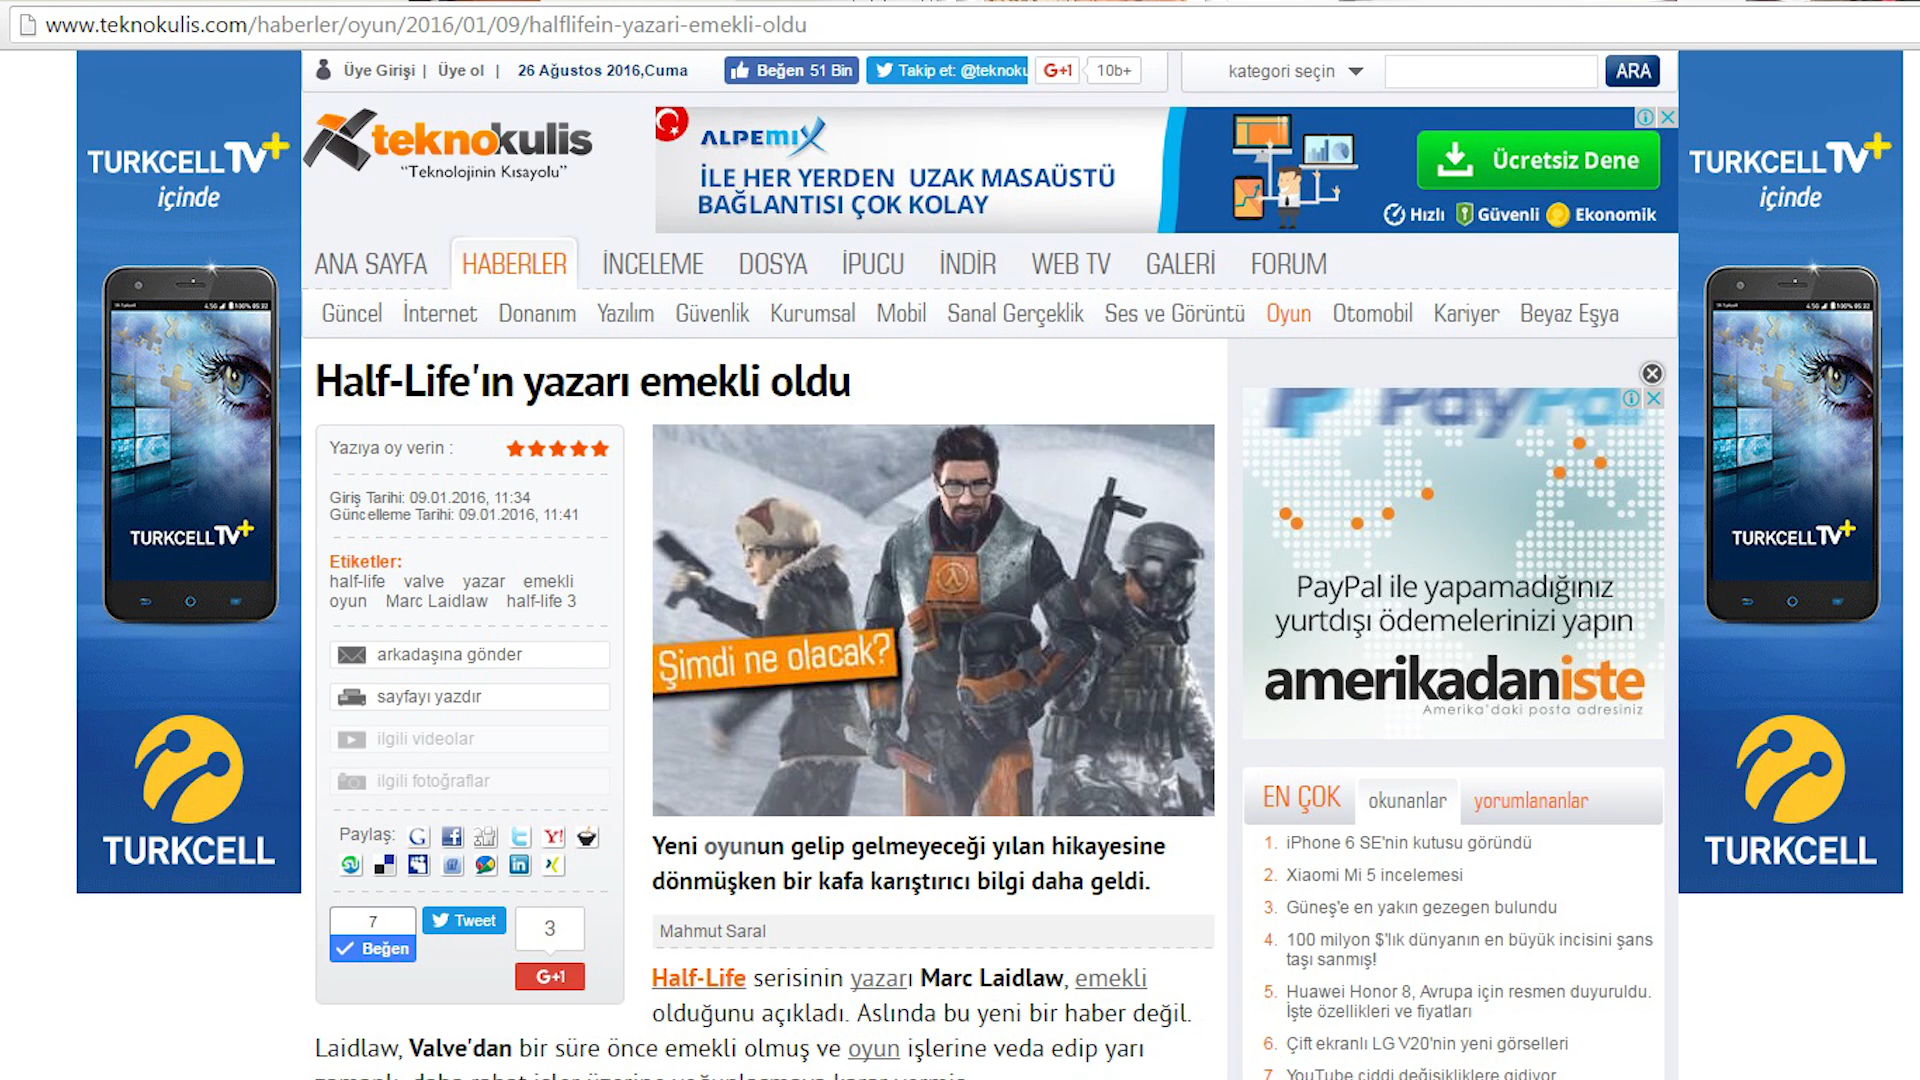 www.teknokulis.com/haberler/oyun/2016/01/09/halflifein-yazari-emekli-oldu
Üye Girişi | Üye ol | 26 Ağustos 2016,Cuma
Beğen 51 Bin
Takip et: @teknoku
G+1
10b+
kategori seçin
ARA
teknokulis
"Teknolojinin Kısayolu"
ALPEMIX
İLE HER YERDEN UZAK MASAÜSTÜ
BAĞLANTISI ÇOK KOLAY
Ücretsiz Dene
Hızlı Güvenli Ekonomik
ANA SAYFA HABERLER İNCELEME DOSYA İPUCU İNDİR WEB TV GALERİ FORUM
Güncel İnternet Donanım Yazılım Güvenlik Kurumsal Mobil Sanal Gerçeklik Ses ve Görüntü Oyun Otomobil Kariyer Beyaz Eşya
TURKCELL TV+
içinde
TURKCELL TV+
TURKCELL
Half-Life'ın yazarı emekli oldu
Yazıya oy verin :
Giriş Tarihi: 09.01.2016, 11:34
Güncelleme Tarihi: 09.01.2016, 11:41
Etiketler:
half-life valve yazar emekli
oyun Marc Laidlaw half-life 3
arkadaşına gönder
sayfayı yazdır
ilgili videolar
ilgili fotoğraflar
Paylaş:
7
Beğen
Tweet
3
G+1
Şimdi ne olacak?
Yeni oyunun gelip gelmeyeceği yılan hikayesine
dönmüşken bir kafa karıştırıcı bilgi daha geldi.
Mahmut Saral
Half-Life serisinin yazarı Marc Laidlaw, emekli
olduğunu açıkladı. Aslında bu yeni bir haber değil.
Laidlaw, Valve'dan bir süre önce emekli olmuş ve oyun işlerine veda edip yarı
PayPal
PayPal ile yapamadığınız
yurtdışı ödemelerinizi yapın
amerikadaniste
Amerika'daki posta adresiniz
EN ÇOK okunanlar yorumlananlar
1. iPhone 6 SE'nin kutusu göründü
2. Xiaomi Mi 5 incelemesi
3. Güneş'e en yakın gezegen bulundu
4. 100 milyon $'lık dünyanın en büyük incisini şans
taşı sanmış!
5. Huawei Honor 8, Avrupa için resmen duyuruldu.
İşte özellikleri ve fiyatları
6. Çift ekranlı LG V20'nin yeni görselleri
7. YouTube ciddi değişikliklere gidiyor
TURKCELL TV+
içinde
TURKCELL TV+
TURKCELL